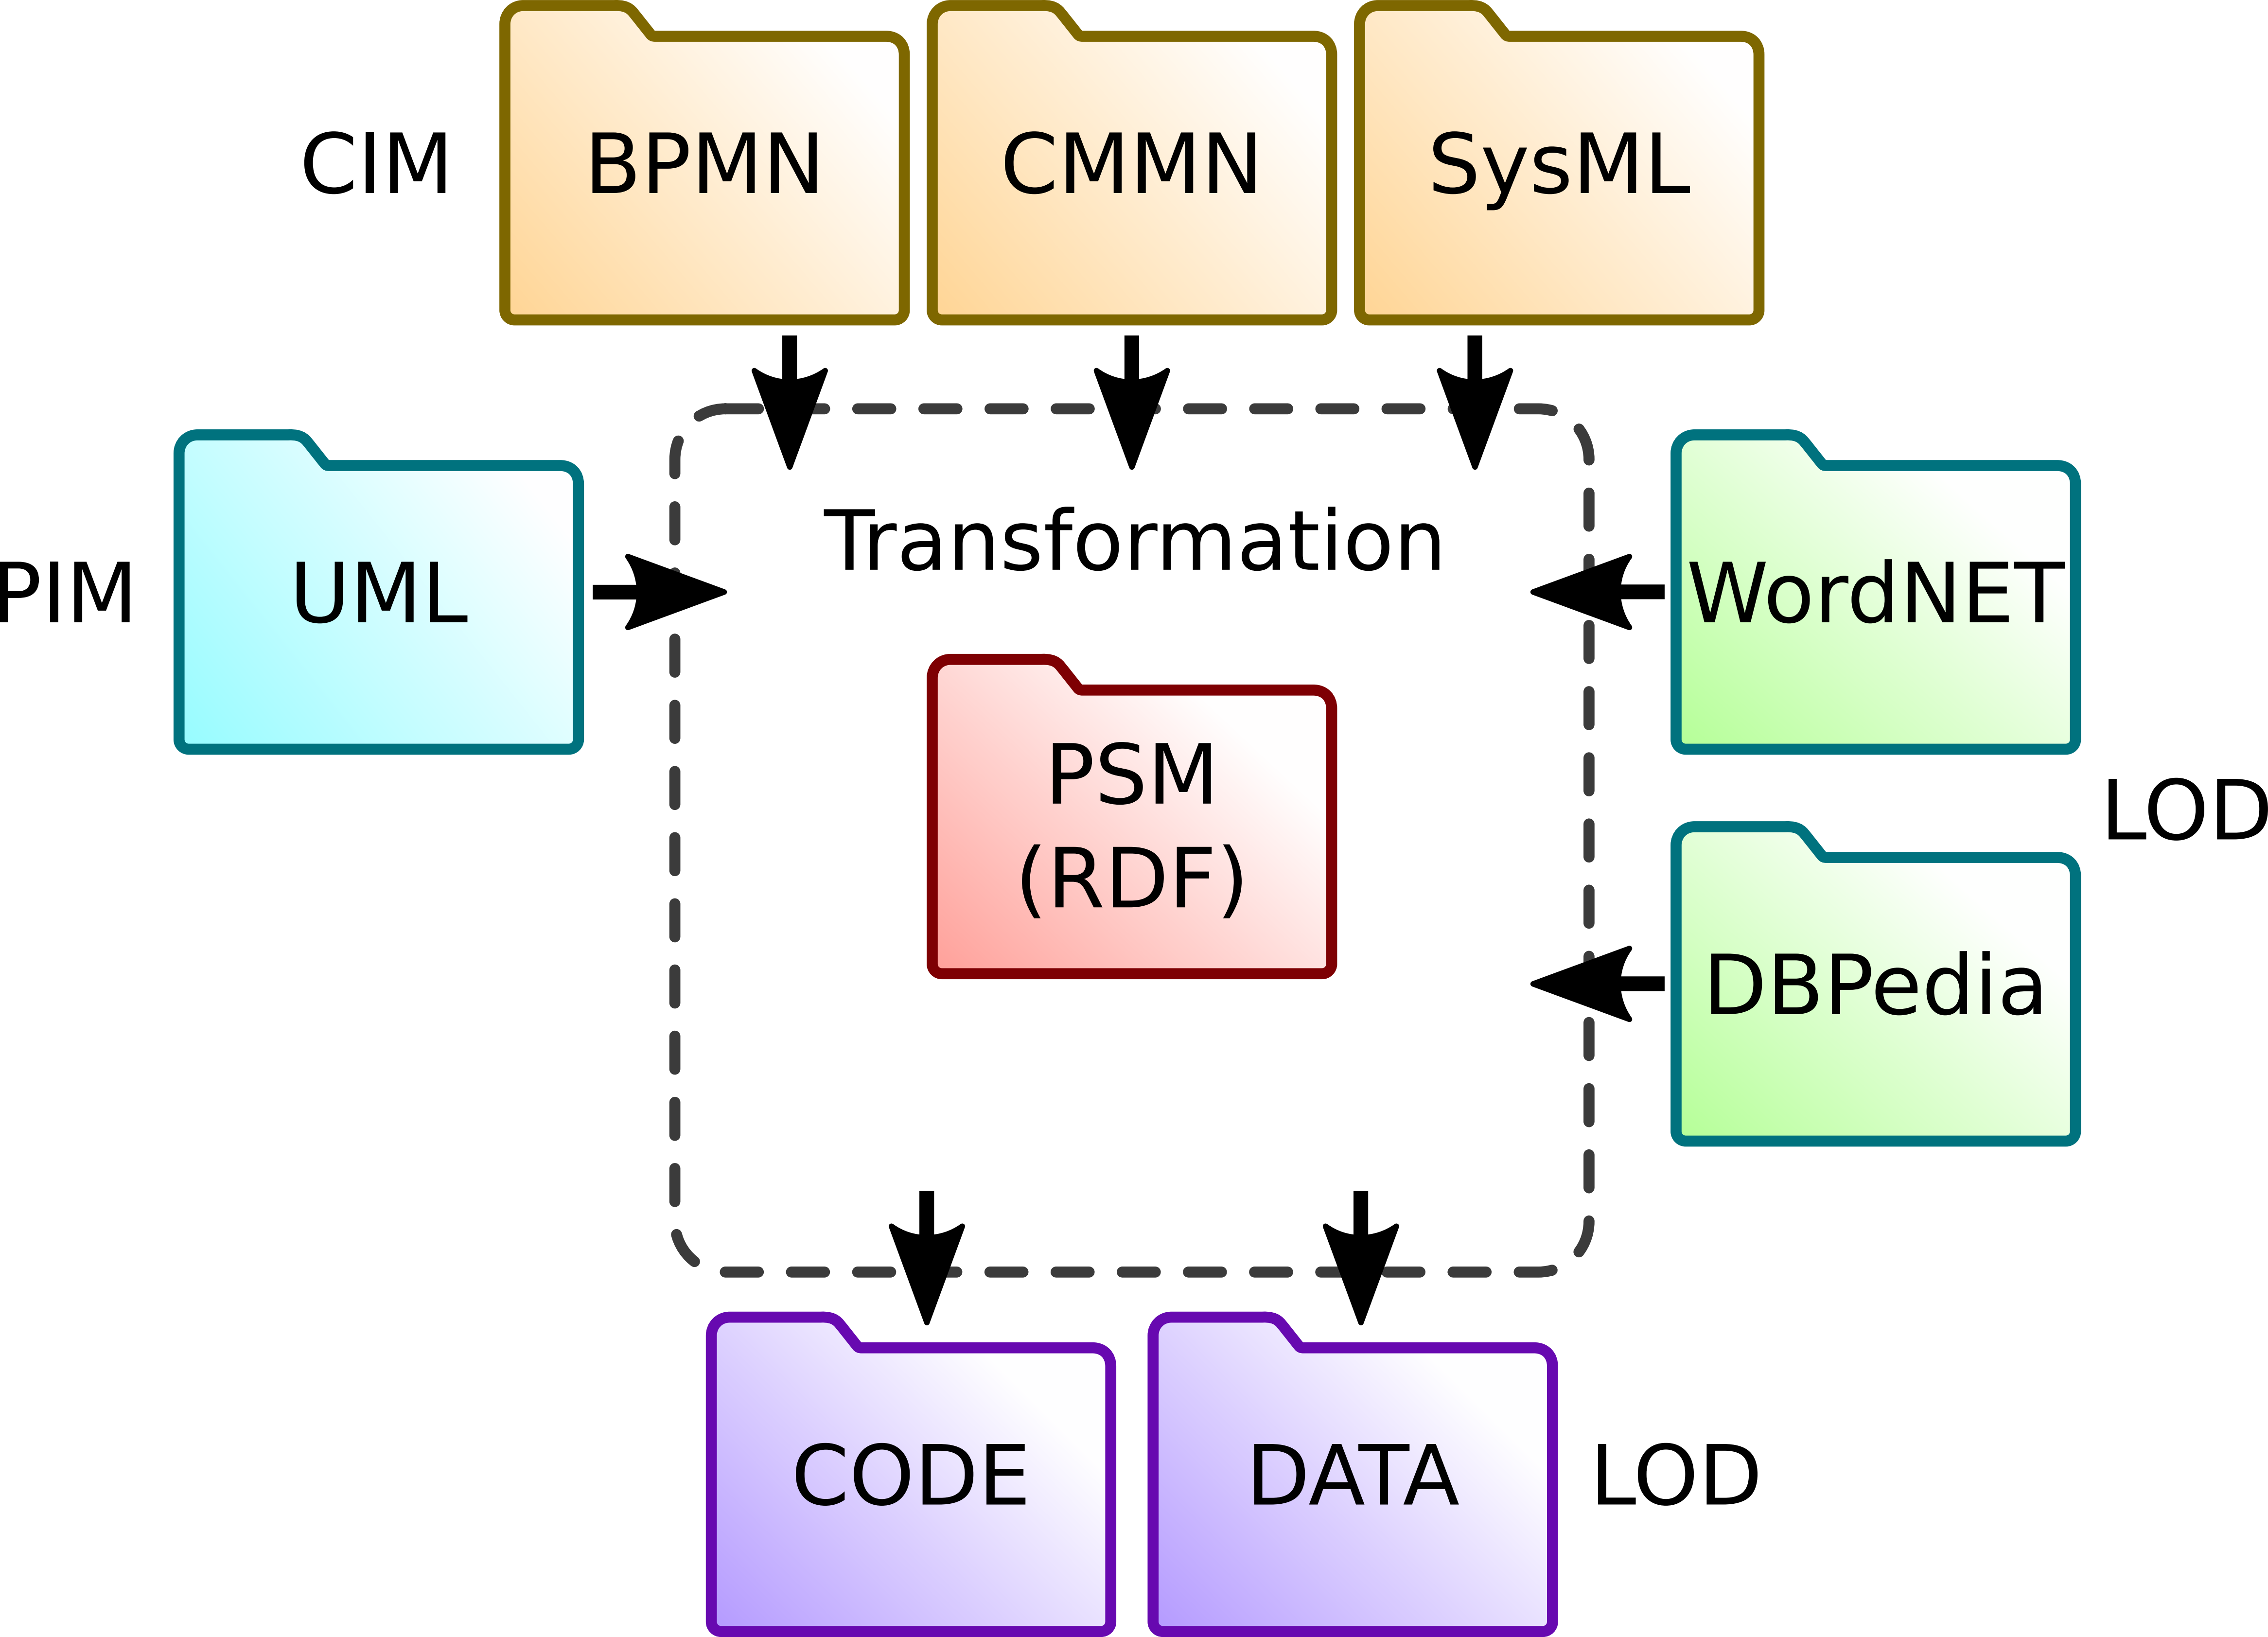 CIM
BPMN
CMMN
SysML
Transformation
PIM
UML
WordNET
PSM
(RDF)
LOD
DBPedia
CODE
DATA
LOD